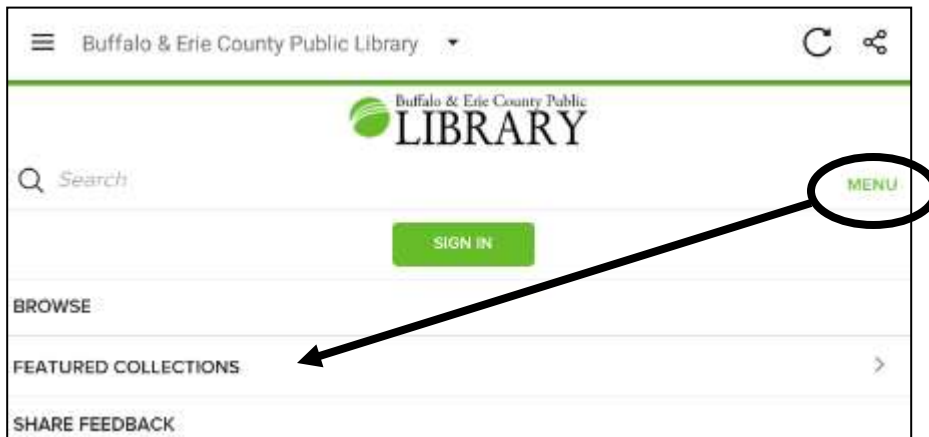 Buffalo & Erie County Public Library
Buffalo & Erie County Public
LIBRARY
Search
MENU
SIGN IN
BROWSE
FEATURED COLLECTIONS
SHARE FEEDBACK